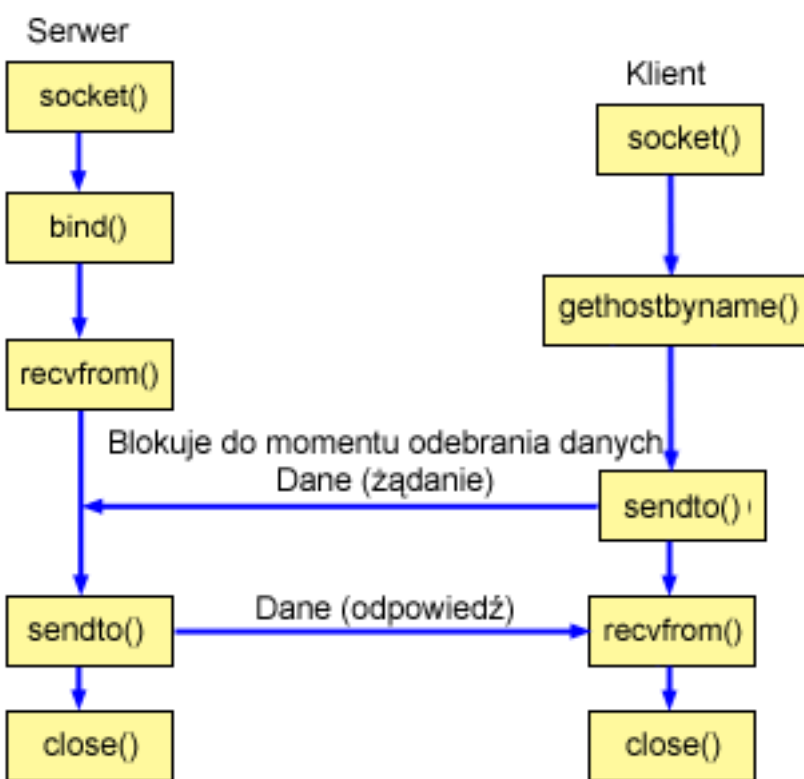 Serwer
socket()
bind()
recvfrom()
Klient
socket()
gethostbyname()
Blokuje do momentu odebrania danych
Dane (żądanie)
sendto()
Dane (odpowiedź)
sendto()
recvfrom()
close()
close()